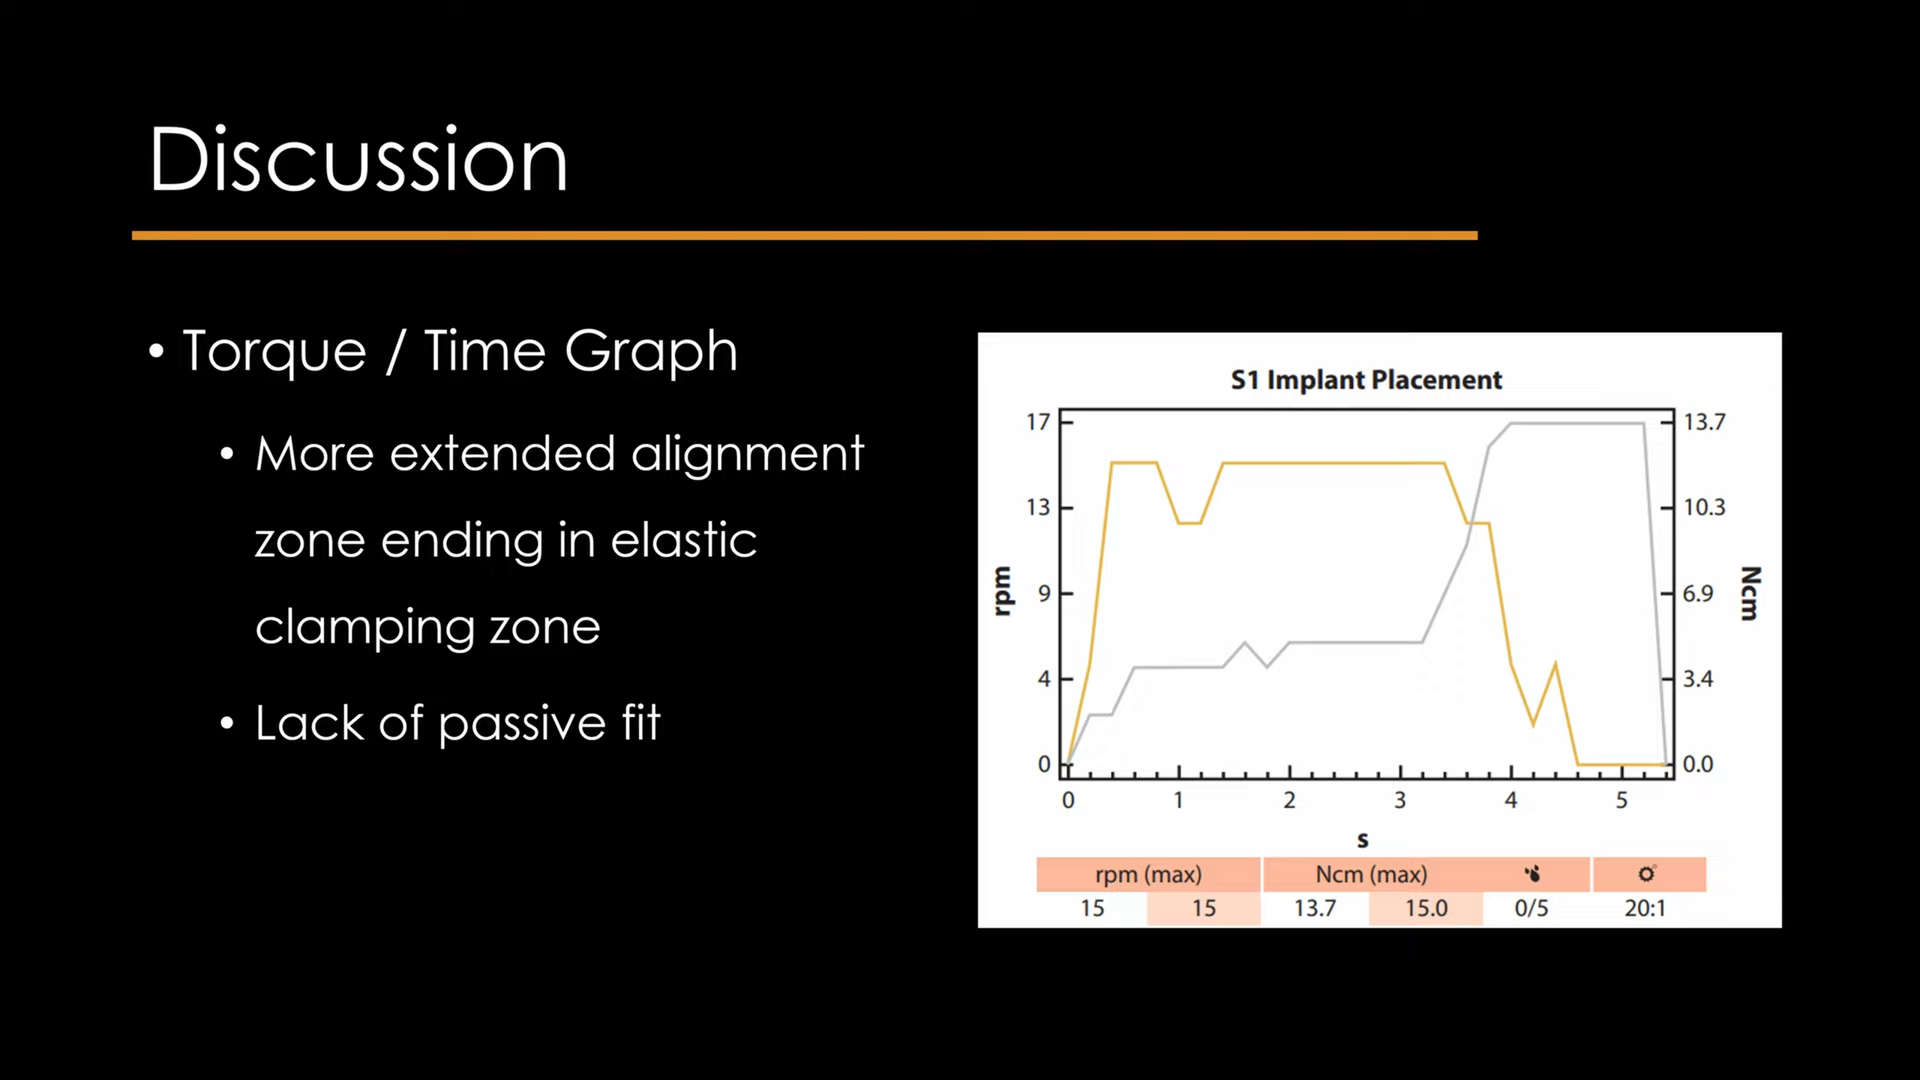 Discussion
• Torque / Time Graph
• More extended alignment
zone ending in elastic
clamping zone
• Lack of passive fit
S1 Implant Placement
17
13
9
4
0
rpm
13.7
10.3
6.9
3.4
0.0
Ncm
0 1 2 3 4 5
s
rpm (max) Ncm (max)
15 15 13.7 15.0 0/5 20:1